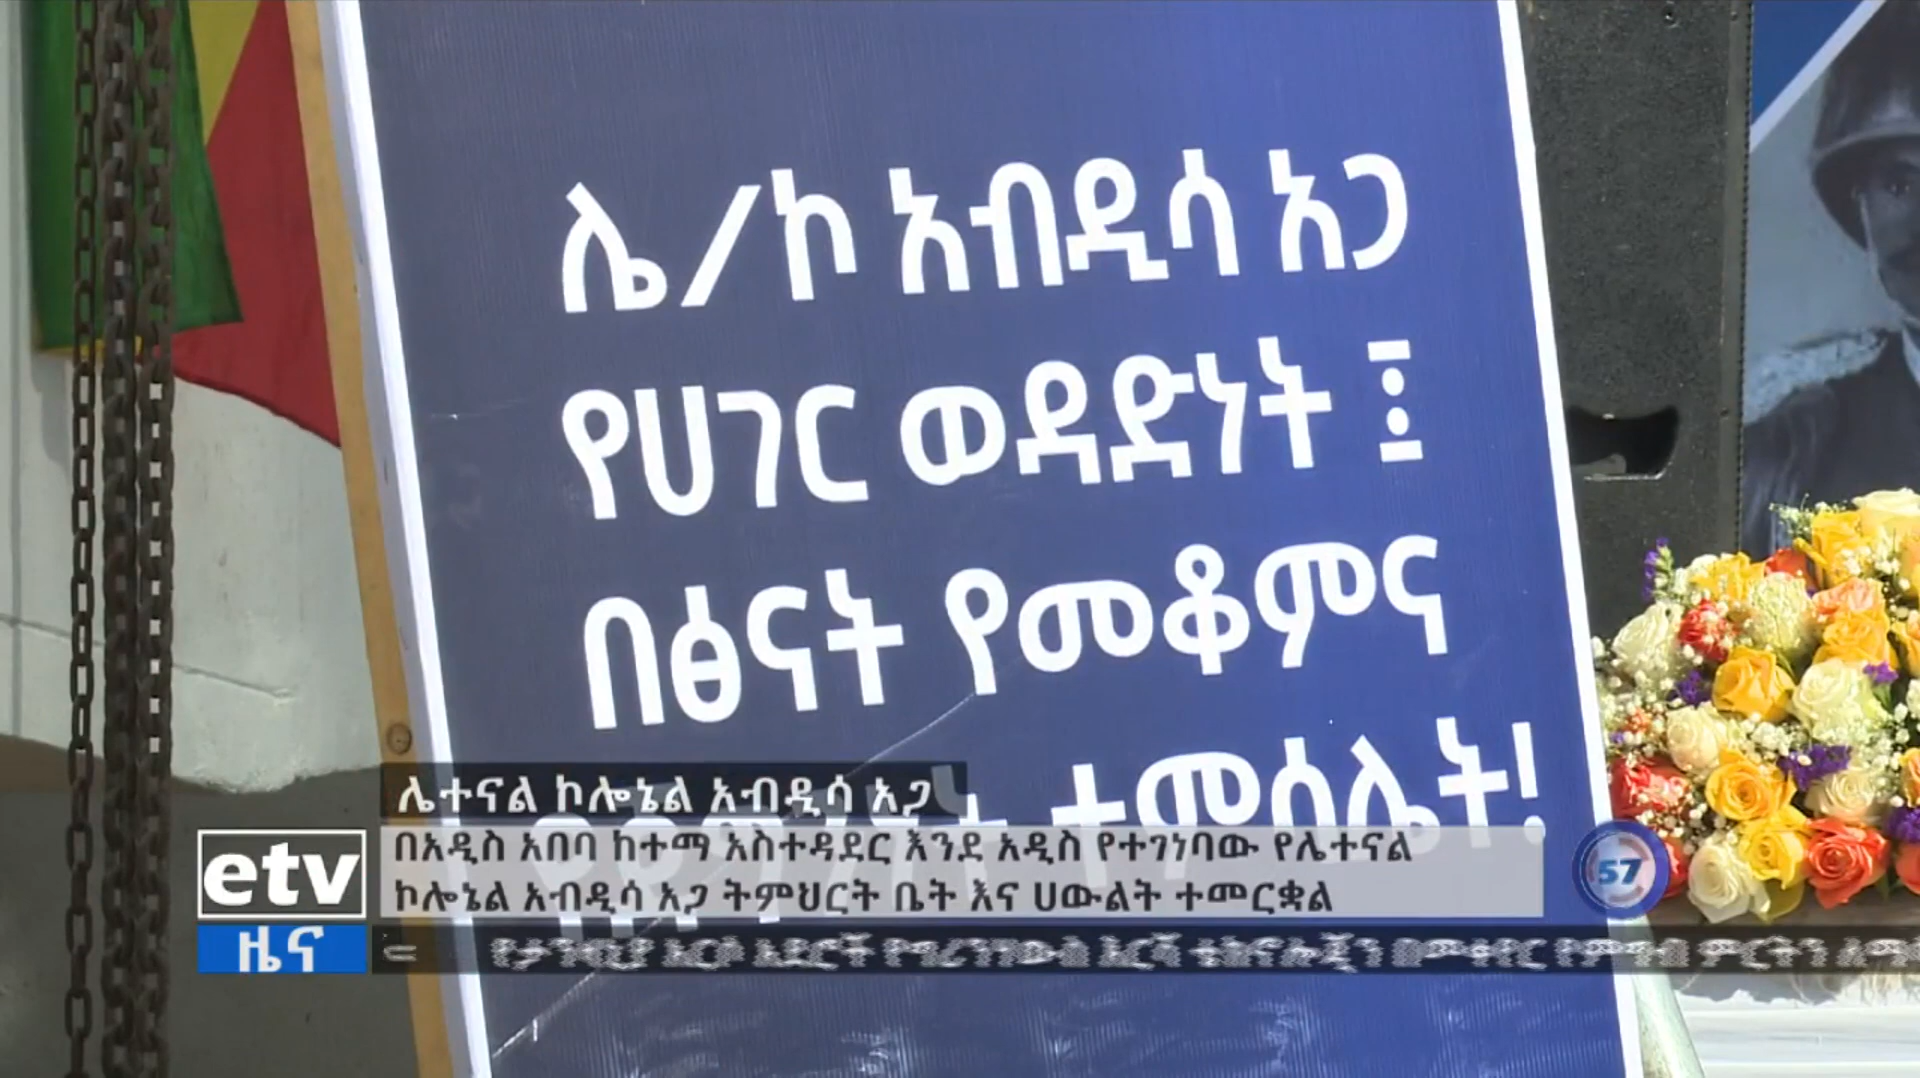 ሌ/ኮ አብዲሳ አጋ
የሀገር ወዳድነት ፤
በፅናት የመቆምና
ተምሳሌት!
ሌተናል ኮሎኔል አብዲሳ አጋ
etv
በአዲስ አበባ ከተማ አስተዳደር እንደ አዲስ የተገነባው የሌተናል
ኮሎኔል አብዲሳ አጋ ትምህርት ቤት እና ሀውልት ተመርቋል
57
ዜና